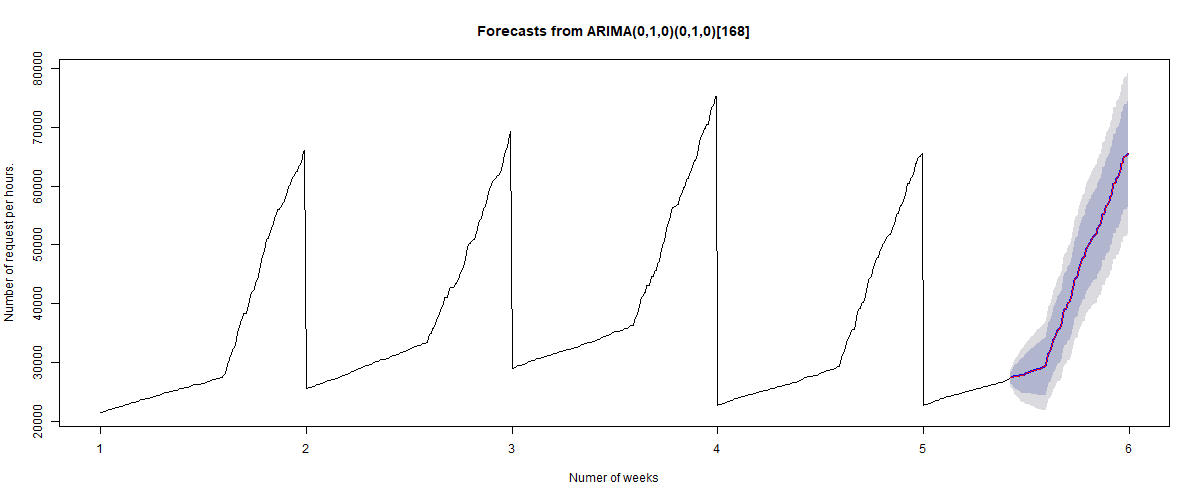 Forecasts from ARIMA(0,1,0)(0,1,0)[168]
Number of request per hours.
80000
70000
60000
50000
40000
30000
20000
1 2 3 4 5 6
Numer of weeks